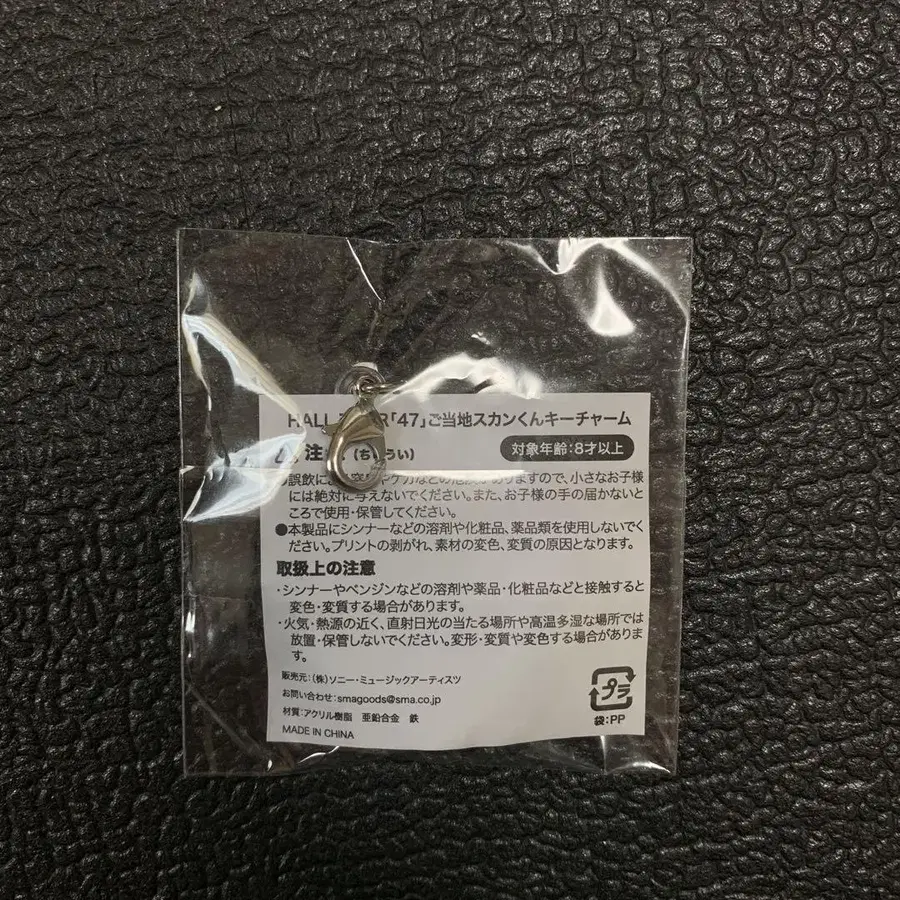 HALL 「47」ご当地スカンくんキーチャーム
注 (ちゅうい)
対象年齢:8才以上
誤飲に ケガなどの危険がありますので、小さなお子様
には絶対に与えないでください。また、お子様の手の届かないと
ころで使用・保管してください。
●本製品にシンナーなどの溶剤や化粧品、薬品類を使用しないでく
ださい。プリントの剥がれ、素材の変色、変質の原因となります。
取扱上の注意
・シンナーやベンジンなどの溶剤や薬品・化粧品などと接触すると
変色・変質する場合があります。
・火気・熱源の近く、直射日光の当たる場所や高温多湿な場所では
放置・保管しないでください。変形・変質や変色する場合がありま
す。
販売元:(株)ソニー・ミュージックアーティスツ
お問い合わせ:smagoods@sma.co.jp
材質:アクリル樹脂 亜鉛合金 鉄
MADE IN CHINA
プラ
袋:PP